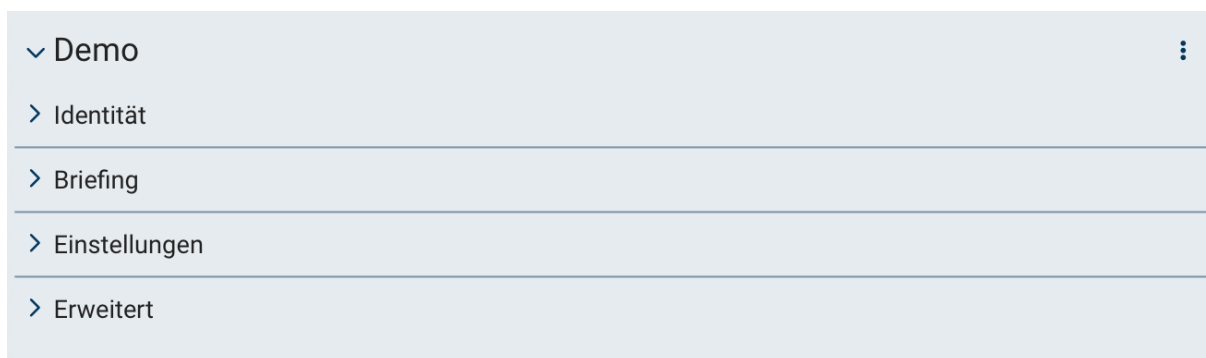 Demo
Identität
Briefing
Einstellungen
Erweitert